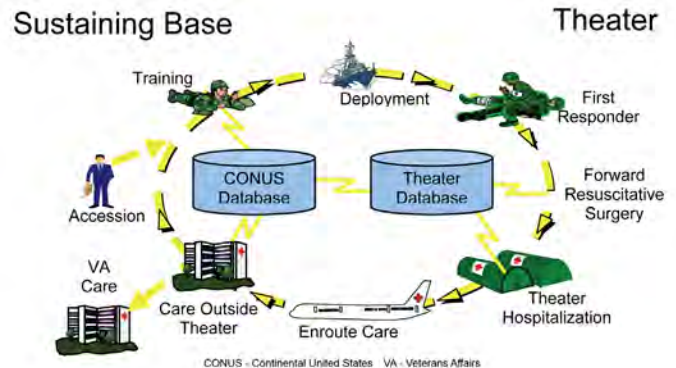 Sustaining Base
Theater
Training
Deployment
First
Responder
CONUS
Database
Theater
Database
Accession
Forward
Resuscitative
Surgery
VA
Care
Care Outside
Theater
Enroute Care
Theater
Hospitalization
CONUS - Continental United States VA - Veterans Affairs